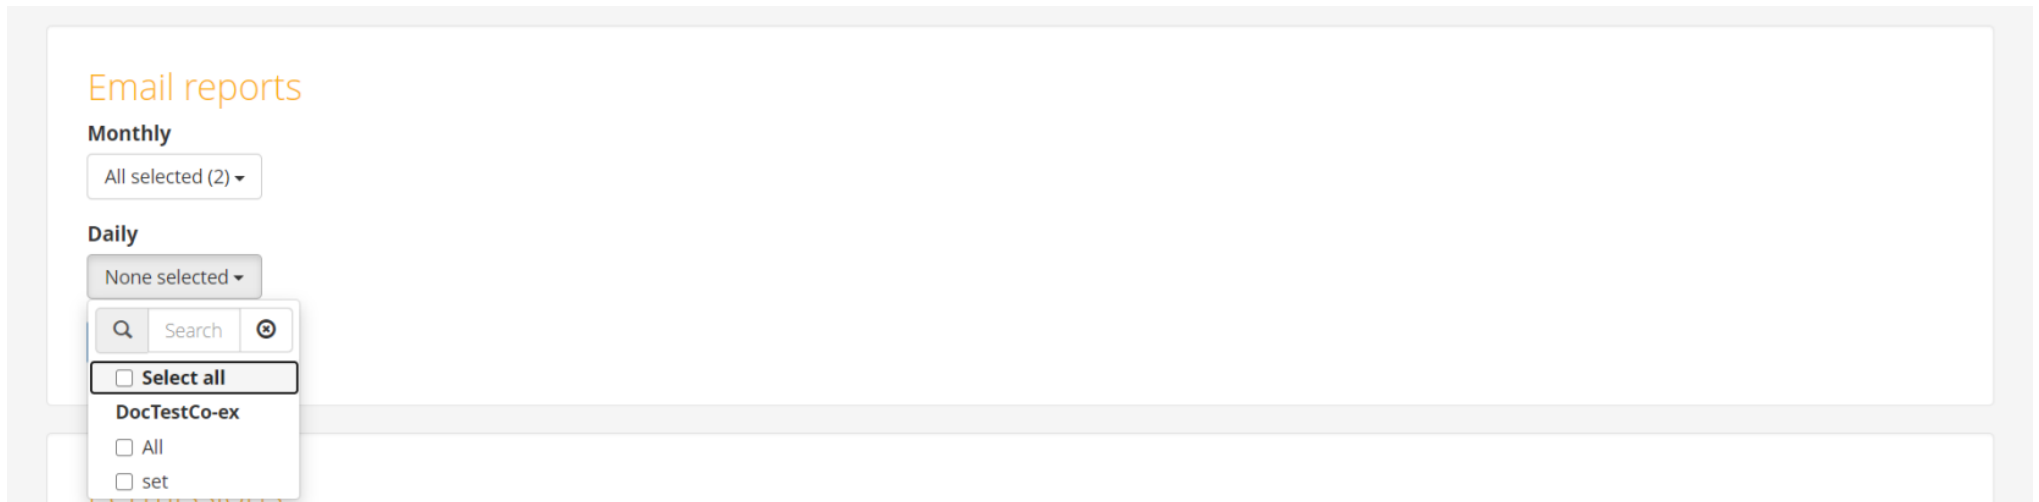 Email reports
Monthly
All selected (2)
Daily
None selected
Search
Select all
DocTestCo-ex
All
set